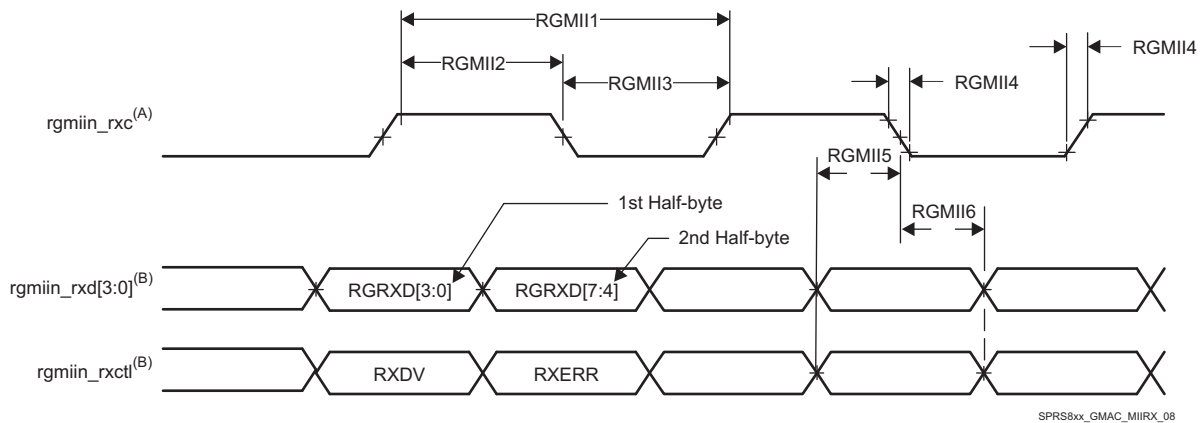 RGMII1
RGMII2
RGMII3
RGMII4
RGMII4
rgmiin_rxc(A)
RGMII5
1st Half-byte
RGMII6
2nd Half-byte
rgmiin_rxd[3:0](B)
RGRXD[3:0]
RGRXD[7:4]
rgmiin_rxctl(B)
RXDV
RXERR
SPRS8xx_GMAC_MIIRX_08